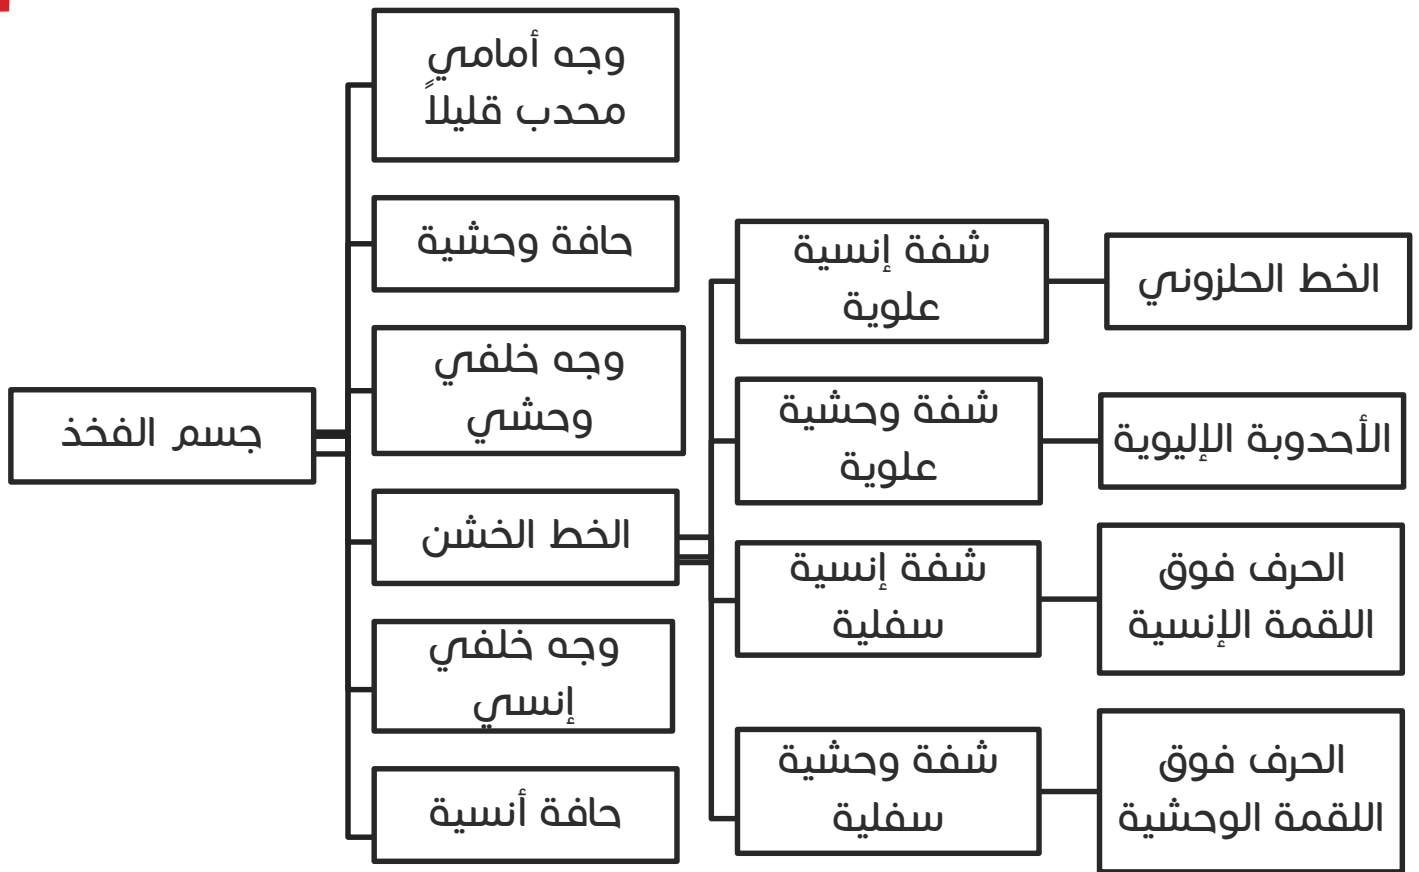 جسم الفخذ
وجه أمامي
محدب قليلاً
حافة وحشية
وجه خلفي
وحشي
الخط الخشن
وجه خلفي
إنسي
حافة أنسية
شفة إنسية
علوية
شفة وحشية
علوية
شفة إنسية
سفلية
شفة وحشية
سفلية
الخط الحلزوني
الأحدوبة الإليوية
الحرف فوق
اللقمة الإنسية
الحرف فوق
اللقمة الوحشية